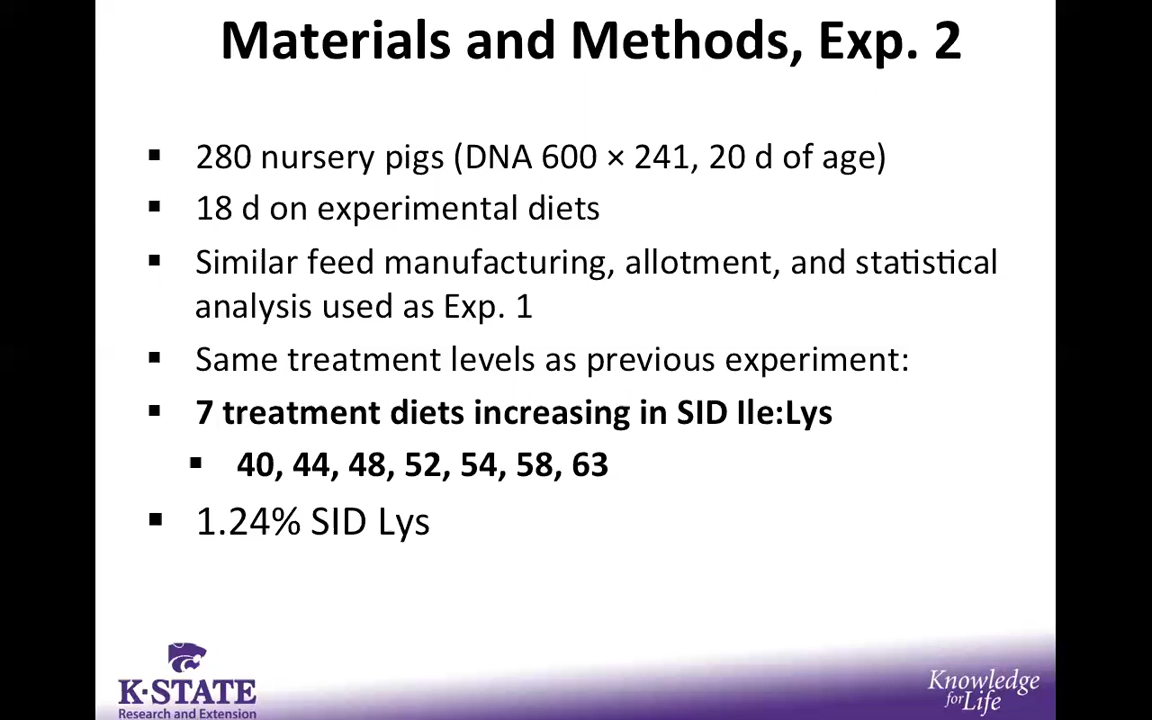 Materials and Methods, Exp. 2
▪ 280 nursery pigs (DNA 600 × 241, 20 d of age)
▪ 18 d on experimental diets
▪ Similar feed manufacturing, allotment, and statistical
analysis used as Exp. 1
▪ Same treatment levels as previous experiment:
▪ 7 treatment diets increasing in SID Ile:Lys
▪ 40, 44, 48, 52, 54, 58, 63
▪ 1.24% SID Lys
K-STATE
Research and Extension
Knowledge
for Life